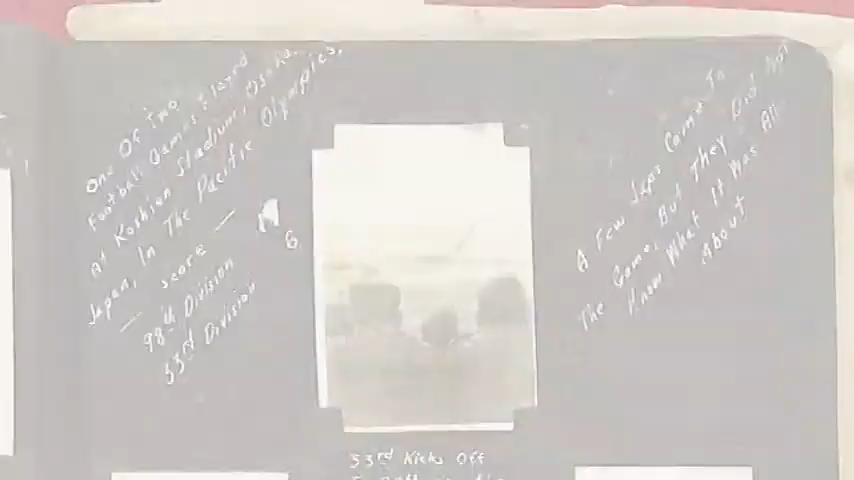 One Of Two Played
Football Games
At Koshien Stadium, Osaka,
Japan, In The Pacific Olympics.
— Score —
98th Division
33rd Division 6
A Few Japs Came To
The Game, But They Did Not
Know What It Was All
About
33rd Kicks Off